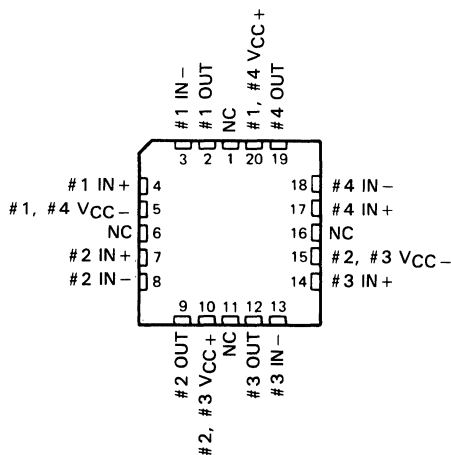 #1 IN−
#1 OUT
NC
#1, #4 VCC+
#4 OUT
3 2 1 20 19
#1 IN+ 4
#1, #4 VCC− 5
NC 6
#2 IN+ 7
#2 IN− 8
18 #4 IN−
17 #4 IN+
16 NC
15 #2, #3 VCC−
14 #3 IN+
9 10 11 12 13
#2 OUT
#2, #3 VCC+
NC
#3 OUT
#3 IN−